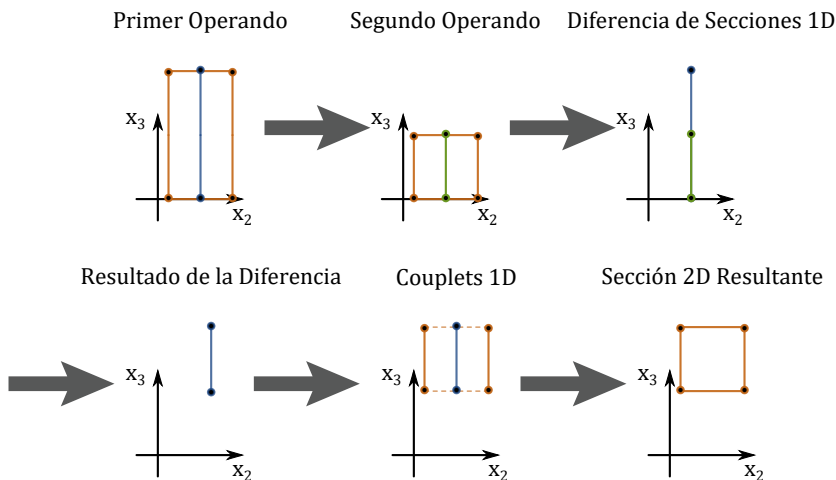 Primer Operando
Segundo Operando
Diferencia de Secciones 1D
x3
x2
x3
x2
x3
x2
Resultado de la Diferencia
Couplets 1D
Sección 2D Resultante
x3
x2
x3
x2
x3
x2